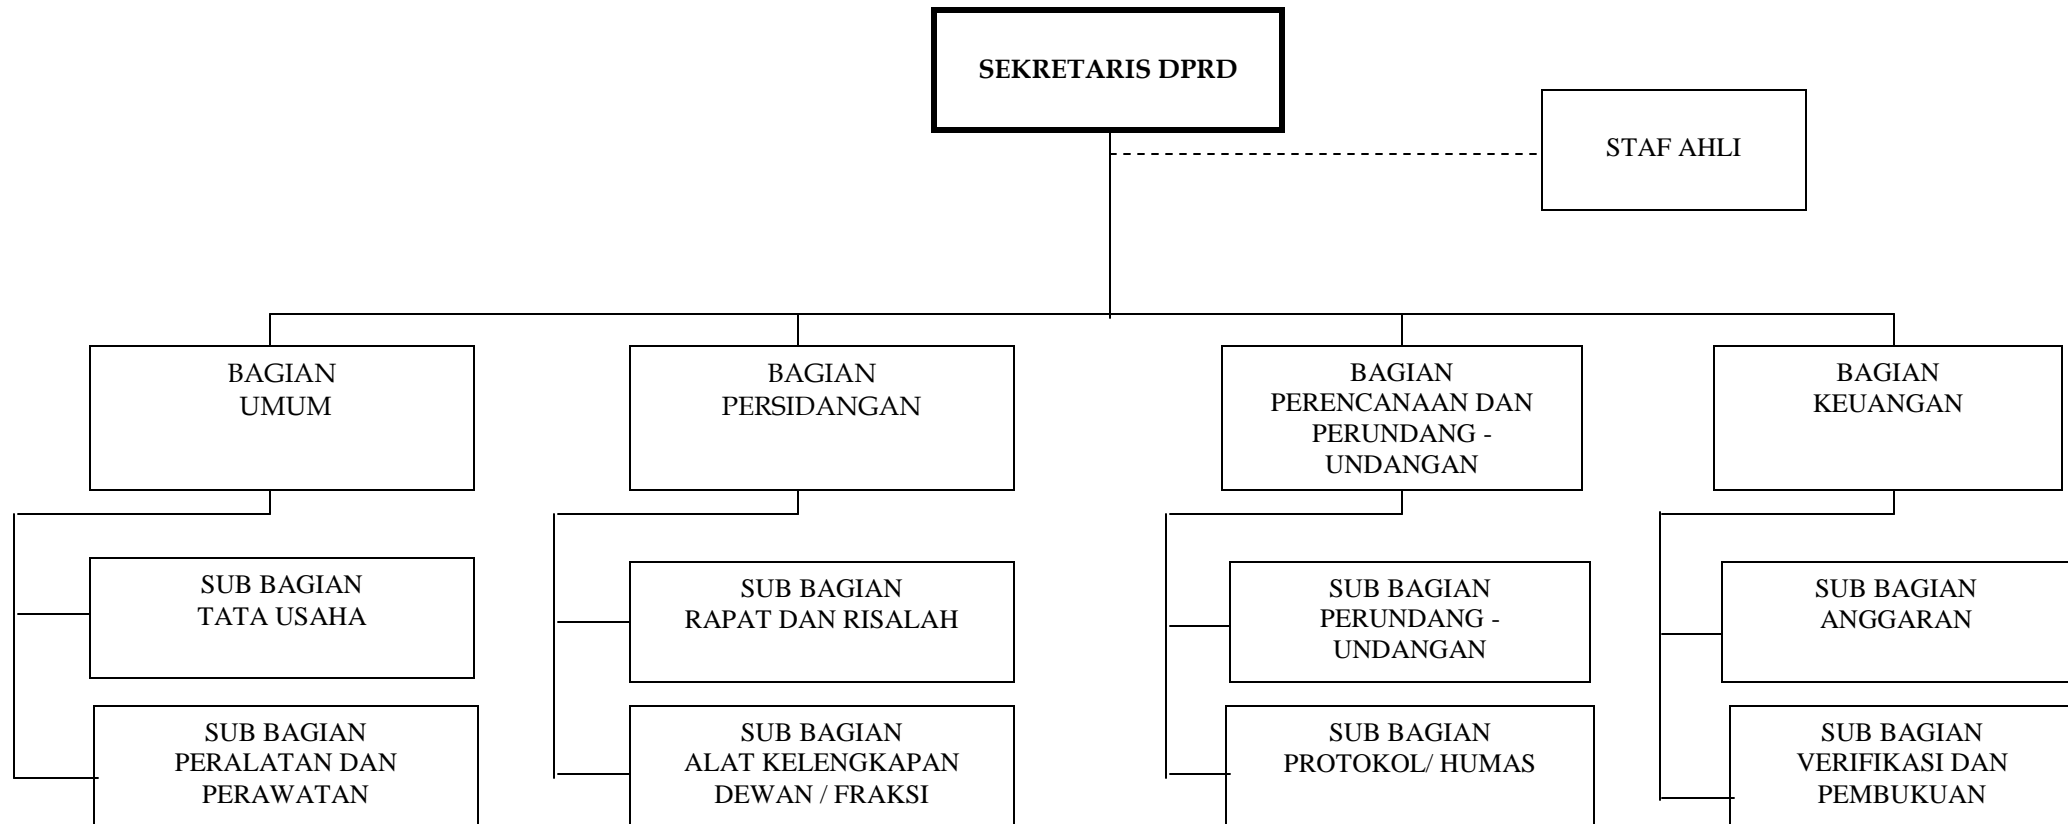 SEKRETARIS DPRD
STAF AHLI
BAGIAN
UMUM
BAGIAN
PERSIDANGAN
BAGIAN
PERENCANAAN DAN
PERUNDANG -
UNDANGAN
BAGIAN
KEUANGAN
SUB BAGIAN
TATA USAHA
SUB BAGIAN
RAPAT DAN RISALAH
SUB BAGIAN
PERUNDANG -
UNDANGAN
SUB BAGIAN
ANGGARAN
SUB BAGIAN
PERALATAN DAN
PERAWATAN
SUB BAGIAN
ALAT KELENGKAPAN
DEWAN / FRAKSI
SUB BAGIAN
PROTOKOL/ HUMAS
SUB BAGIAN
VERIFIKASI DAN
PEMBUKUAN